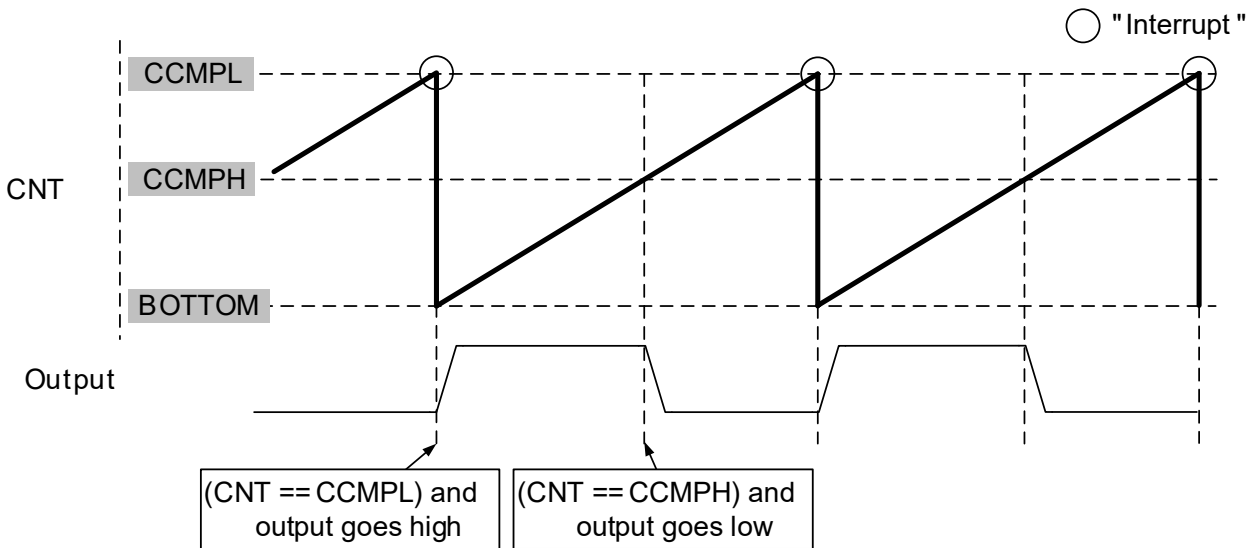 "Interrupt"
CCMPL
CNT
CCMPH
BOTTOM
Output
(CNT == CCMPL) and
output goes high
(CNT == CCMPH) and
output goes low